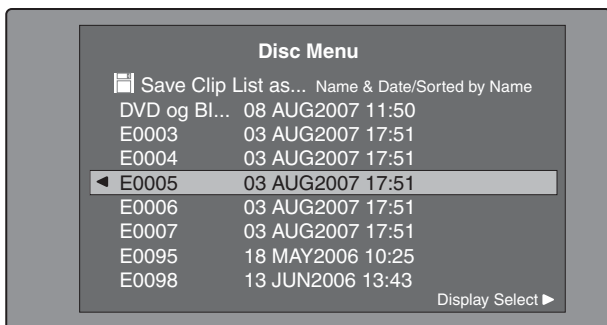 Disc Menu
Save Clip List as... Name & Date/Sorted by Name
DVD og Bl... 08 AUG2007 11:50
E0003 03 AUG2007 17:51
E0004 03 AUG2007 17:51
E0005 03 AUG2007 17:51
E0006 03 AUG2007 17:51
E0007 03 AUG2007 17:51
E0095 18 MAY2006 10:25
E0098 13 JUN2006 13:43
Display Select